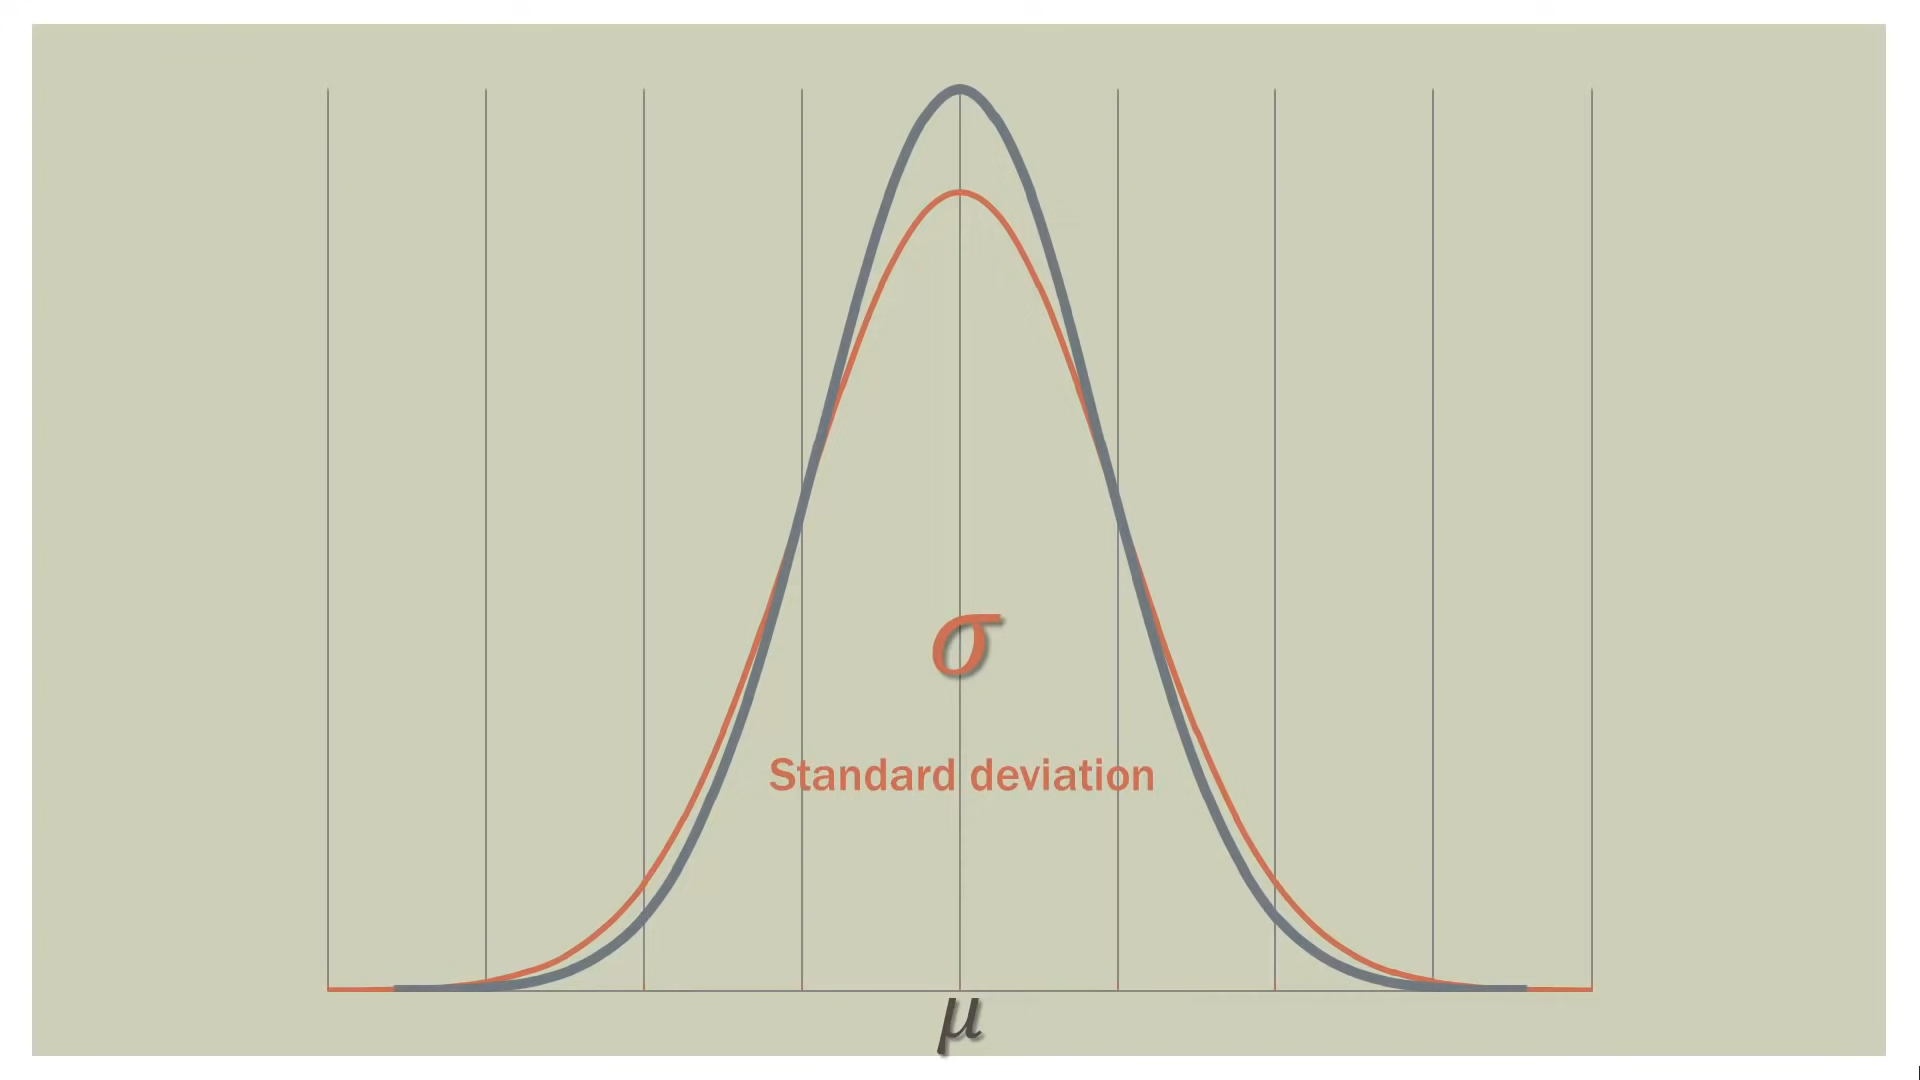 σ
Standard deviation
μ